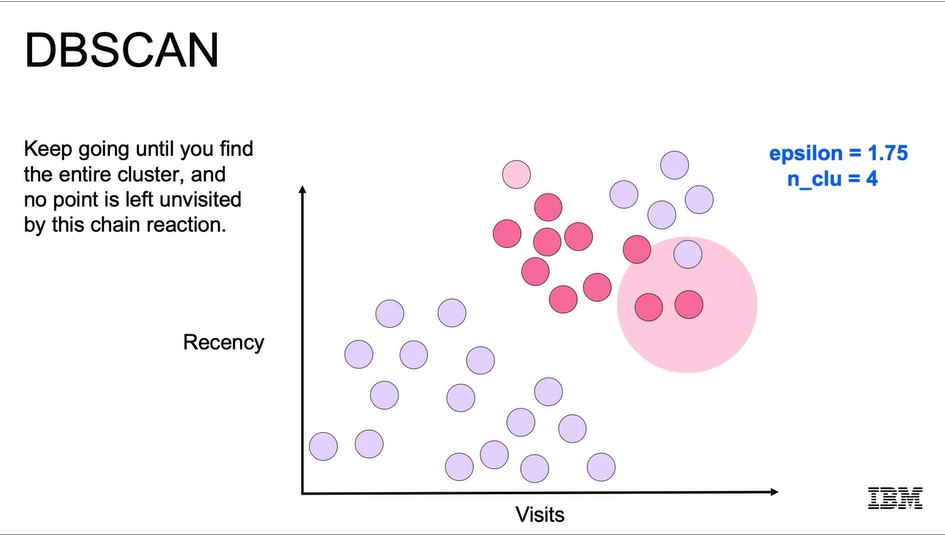 DBSCAN
Keep going until you find
the entire cluster, and
no point is left unvisited
by this chain reaction.
epsilon = 1.75
n_clu = 4
Recency
Visits
IBM